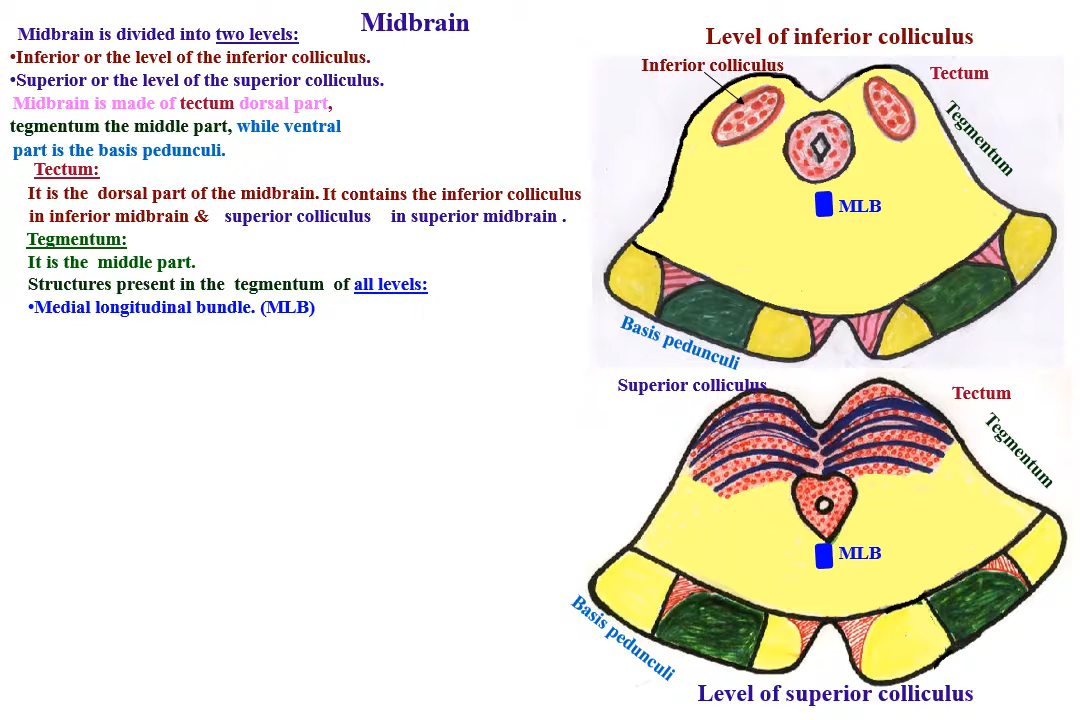 Midbrain
Midbrain is divided into two levels:
•Inferior or the level of the inferior colliculus.
•Superior or the level of the superior colliculus.
Midbrain is made of tectum dorsal part,
tegmentum the middle part, while ventral
part is the basis pedunculi.
Tectum:
It is the dorsal part of the midbrain. It contains the inferior colliculus
in inferior midbrain & superior colliculus in superior midbrain .
Tegmentum:
It is the middle part.
Structures present in the tegmentum of all levels:
•Medial longitudinal bundle. (MLB)
Level of inferior colliculus
Inferior colliculus
Tectum
Tegmentum
MLB
Basis pedunculi
Superior colliculus
Tectum
Tegmentum
MLB
Basis pedunculi
Level of superior colliculus